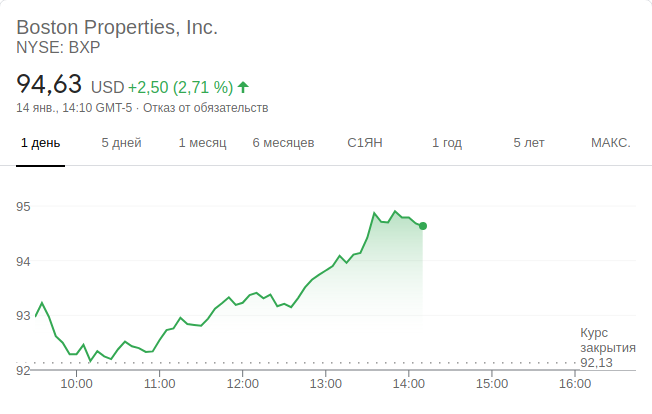 Boston Properties, Inc.
NYSE: BXP
94,63 USD +2,50 (2,71 %)
14 янв., 14:10 GMT-5 · Отказ от обязательств
1 день 5 дней 1 месяц 6 месяцев С1ЯН 1 год 5 лет МАКС.
95
94
93
Курс
закрытия
92,13
92
10:00 11:00 12:00 13:00 14:00 15:00 16:00